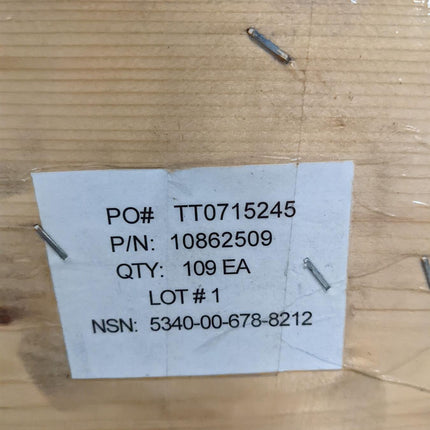 PO# TT0715245
P/N: 10862509
QTY: 109 EA
LOT # 1
NSN: 5340-00-678-8212